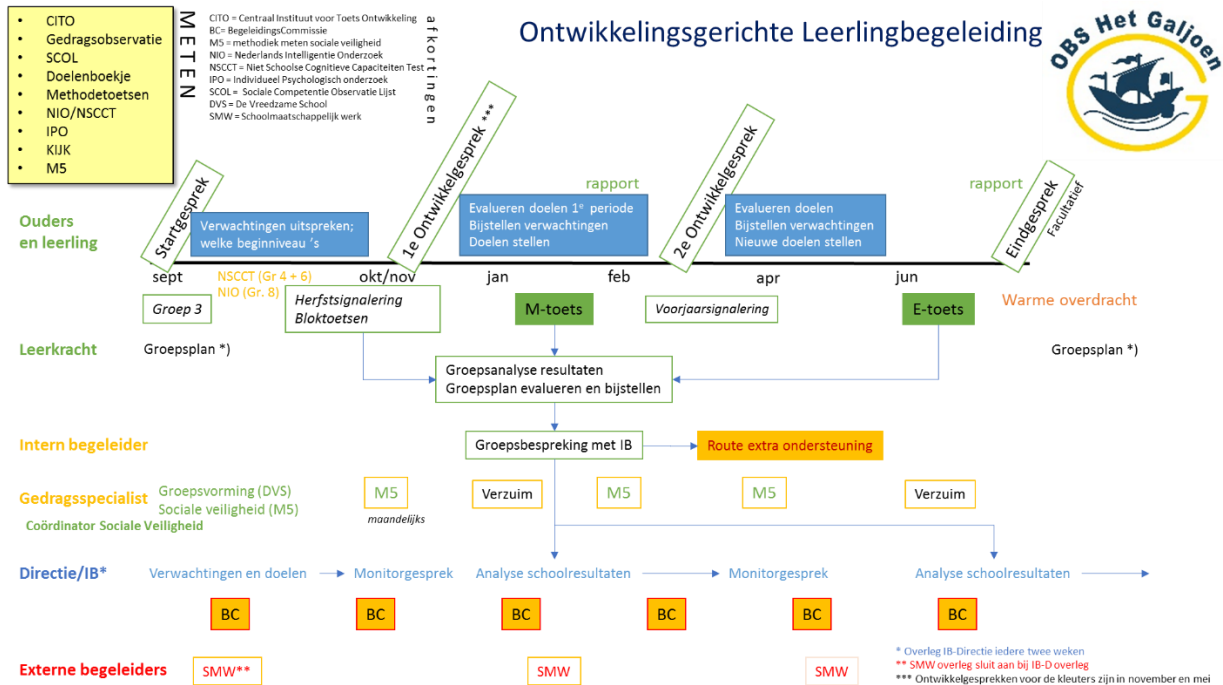 • CITO
• Gedragsobservatie
• SCOL
• Doelenboekje
• Methodetoetsen
• NIO/NSCCT
• IPO
• KIJK
• M5
METEN
CITO = Centraal Instituut voor Toets Ontwikkeling
BC= BegeleidingsCommissie
M5 = methodiek meten sociale veiligheid
NIO = Nederlands Intelligentie Onderzoek
NSCCT = Niet Schoolse Cognitieve Capaciteiten Test
IPO = Individueel Psychologisch onderzoek
SCOL = Sociale Competentie Observatie Lijst
DVS = De Vreedzame School
SMW = Schoolmaatschappelijk werk
afkortingen
Ontwikkelingsgerichte Leerlingbegeleiding
OBS Het Galjoen
Ouders
en leerling
Startgesprek
Verwachtingen uitspreken;
welke beginniveau 's
1e Ontwikkelgesprek ***
rapport
Evalueren doelen 1e periode
Bijstellen verwachtingen
Doelen stellen
2e Ontwikkelgesprek
Evalueren doelen
Bijstellen verwachtingen
Nieuwe doelen stellen
rapport
Eindgesprek
Facultatief
sept
NSCCT (Gr 4 + 6)
NIO (Gr. 8)
okt/nov
jan
feb
apr
jun
Groep 3
Herfstsignalering
Bloktoetsen
M-toets
Voorjaarsignalering
E-toets
Warme overdracht
Leerkracht
Groepsplan *)
Groepsplan *)
Groepsanalyse resultaten
Groepsplan evalueren en bijstellen
Intern begeleider
Groepsbespreking met IB
Route extra ondersteuning
Gedragsspecialist
Coördinator Sociale Veiligheid
Groepsvorming (DVS)
Sociale veiligheid (M5)
M5
maandelijks
Verzuim
M5
M5
Verzuim
Directie/IB*
Verwachtingen en doelen
Monitorgesprek
Analyse schoolresultaten
Monitorgesprek
Analyse schoolresultaten
BC
BC
BC
BC
BC
BC
Externe begeleiders
SMW**
SMW
SMW
* Overleg IB-Directie iedere twee weken
** SMW overleg sluit aan bij IB-D overleg
*** Ontwikkelgesprekken voor de kleuters zijn in november en mei